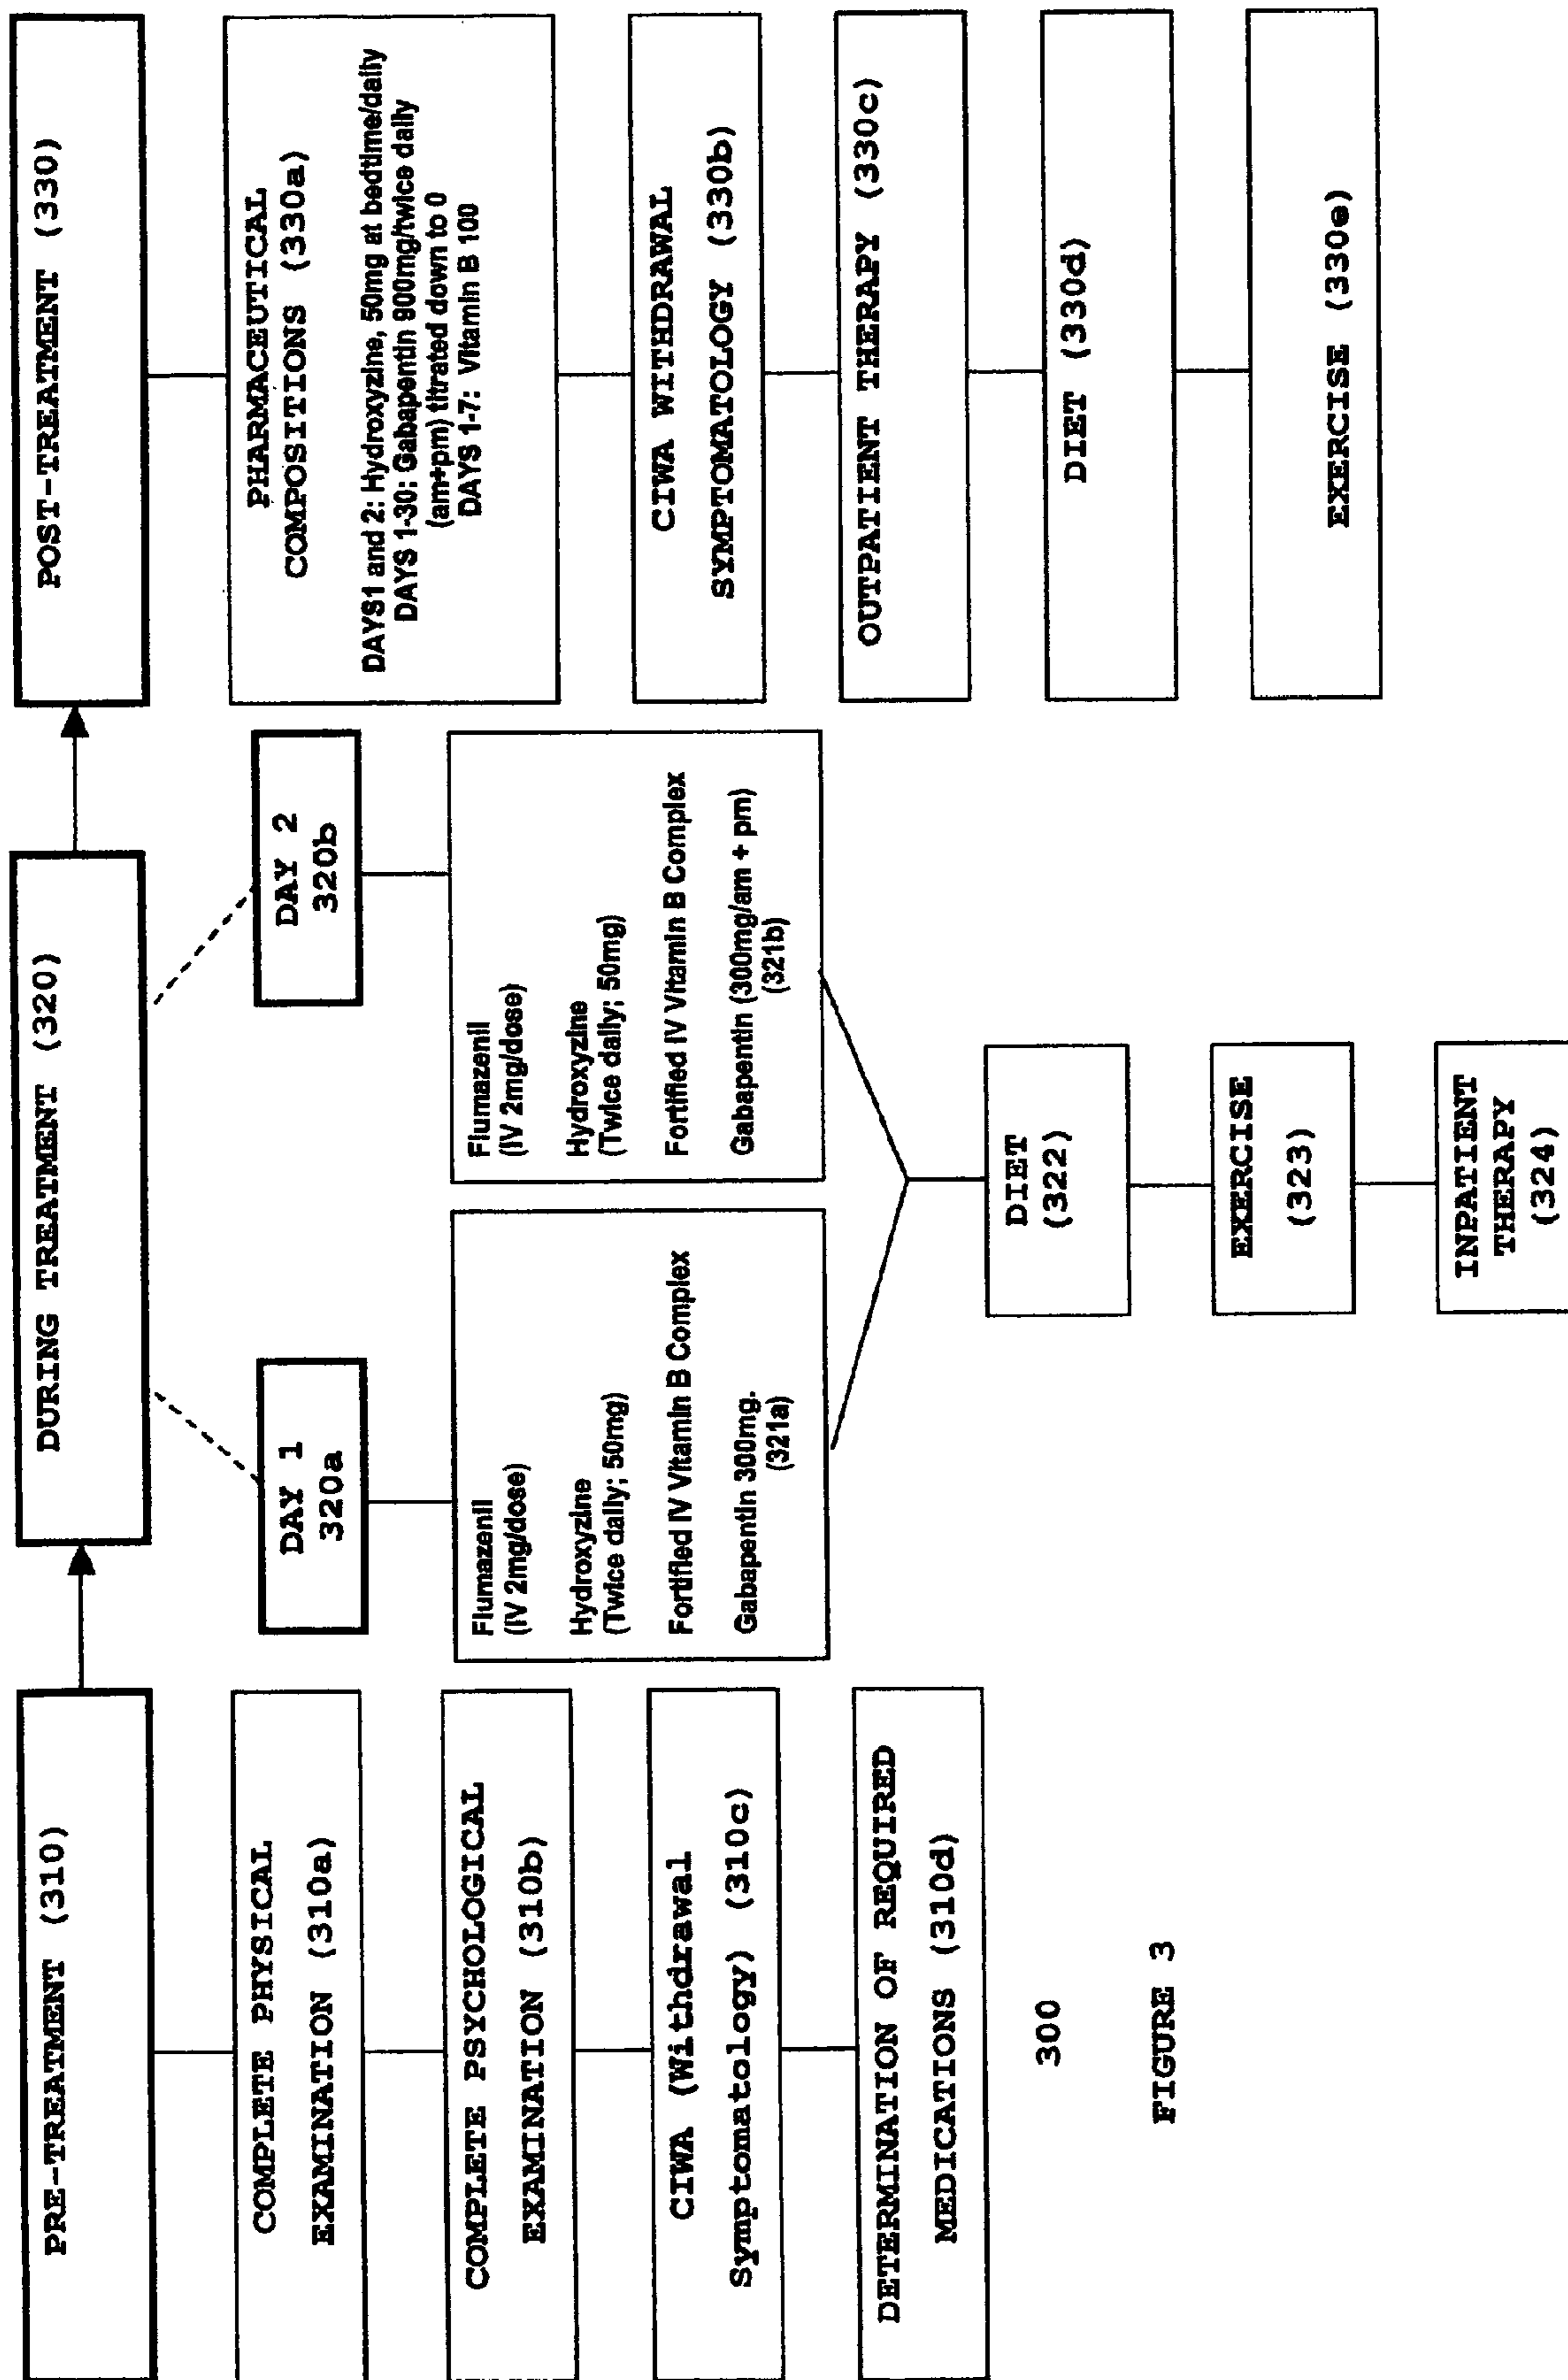 PRE-TREATMENT (310)
COMPLETE PHYSICAL
EXAMINATION (310a)
COMPLETE PSYCHOLOGICAL
EXAMINATION (310b)
CIWA (Withdrawal
Symptomatology) (310c)
DETERMINATION OF REQUIRED
MEDICATIONS (310d)
DURING TREATMENT (320)
DAY 1
320a
Flumazenil
(IV 2mg/dose)
Hydroxyzine
(Twice daily; 50mg)
Fortified IV Vitamin B Complex
Gabapentin 300mg.
(321a)
DAY 2
320b
Flumazenil
(IV 2mg/dose)
Hydroxyzine
(Twice daily; 50mg)
Fortified IV Vitamin B Complex
Gabapentin (300mg/am + pm)
(321b)
DIET
(322)
EXERCISE
(323)
INPATIENT
THERAPY
(324)
POST-TREATMENT (330)
PHARMACEUTICAL
COMPOSITIONS (330a)
DAYS1 and 2: Hydroxyzine, 50mg at bedtime/daily
DAYS 1-30: Gabapentin 900mg/twice daily
(am+pm) titrated down to 0
DAYS 1-7: Vitamin B 100
CIWA WITHDRAWAL
SYMPTOMATOLOGY (330b)
OUTPATIENT THERAPY (330c)
DIET (330d)
EXERCISE (330e)
300
FIGURE 3